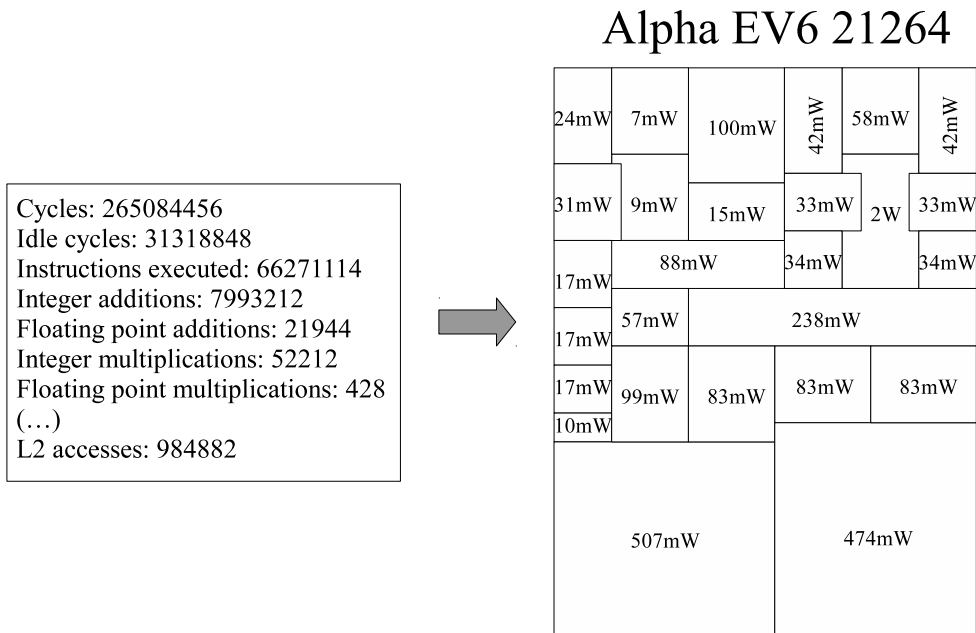 Alpha EV6 21264
Cycles: 265084456
Idle cycles: 31318848
Instructions executed: 66271114
Integer additions: 7993212
Floating point additions: 21944
Integer multiplications: 52212
Floating point multiplications: 428
(...)
L2 accesses: 984882
24mW
7mW
100mW
42mW
58mW
42mW
31mW
9mW
15mW
33mW
2W
33mW
17mW
88mW
34mW
34mW
17mW
57mW
238mW
17mW
99mW
83mW
83mW
83mW
10mW
507mW
474mW